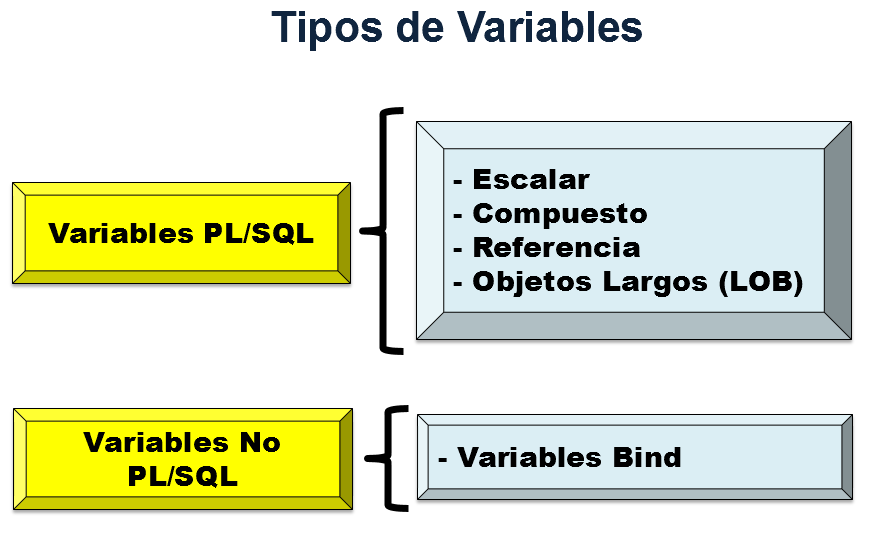 Tipos de Variables
Variables PL/SQL
- Escalar
- Compuesto
- Referencia
- Objetos Largos (LOB)
Variables No
PL/SQL
- Variables Bind